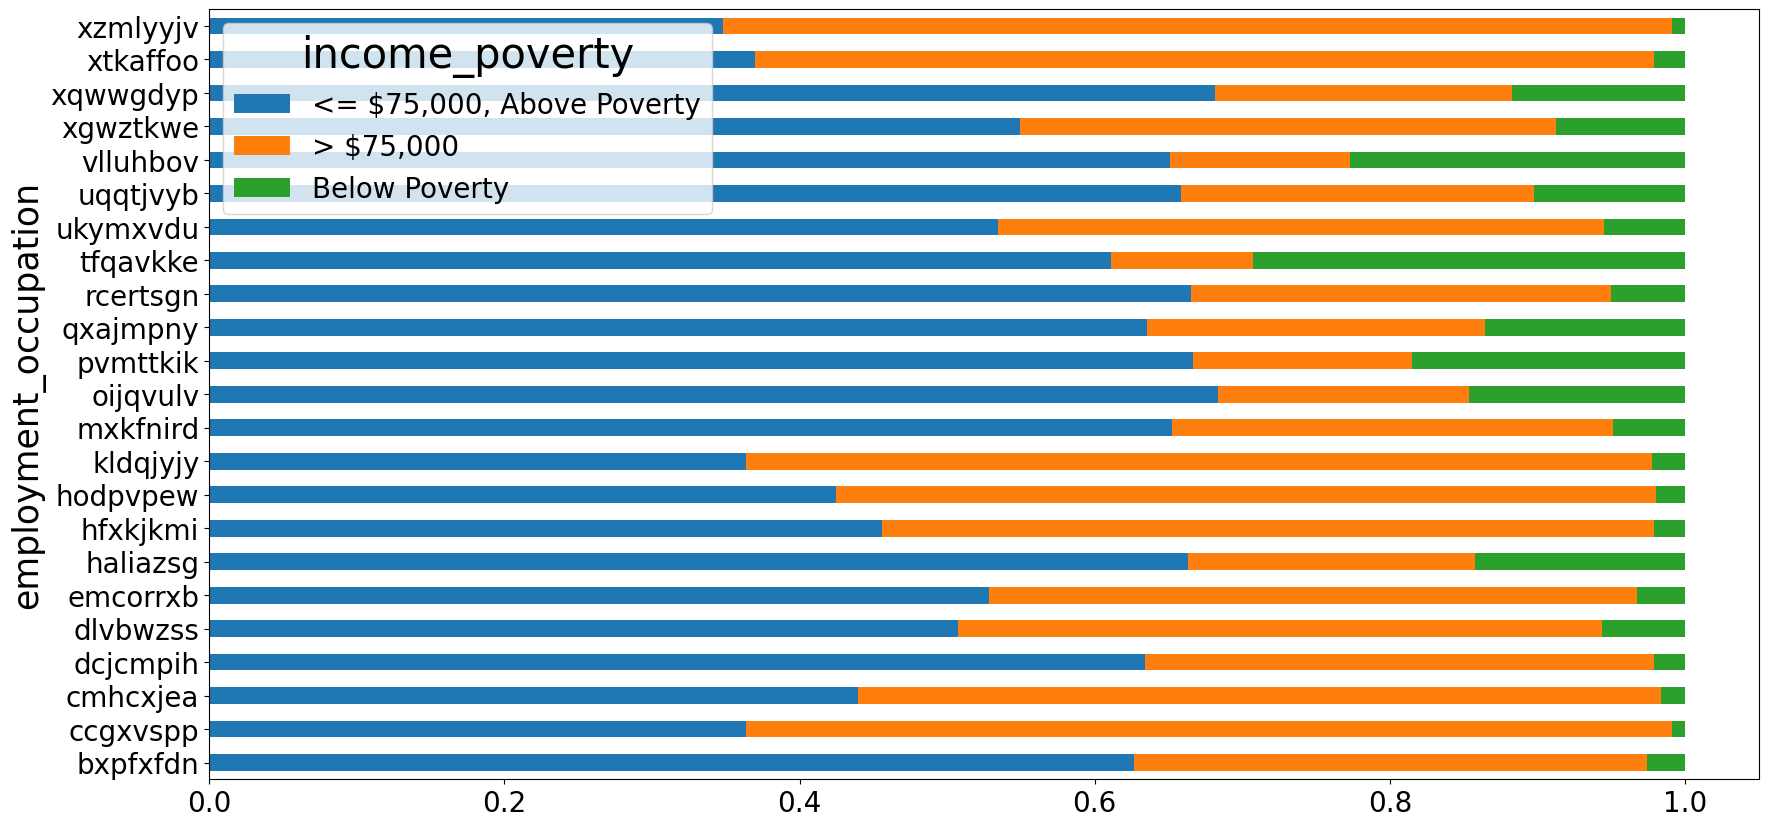 employment_occupation
xzmlyyjv
xtkaffoo
xqwwgdyp
xgwztkwe
vlluhbov
uqqtjvyb
ukymxvdu
tfqavkke
rcertsgn
qxajmpny
pvmttkik
oijqvulv
mxkfnird
kldqjyjy
hodpvpew
hfxkjkmi
haliazsg
emcorrxb
dlvbwzss
dcjcmpih
cmhcxjea
ccgxvspp
bxpfxfdn
income_poverty
<= $75,000, Above Poverty
> $75,000
Below Poverty
0.0 0.2 0.4 0.6 0.8 1.0